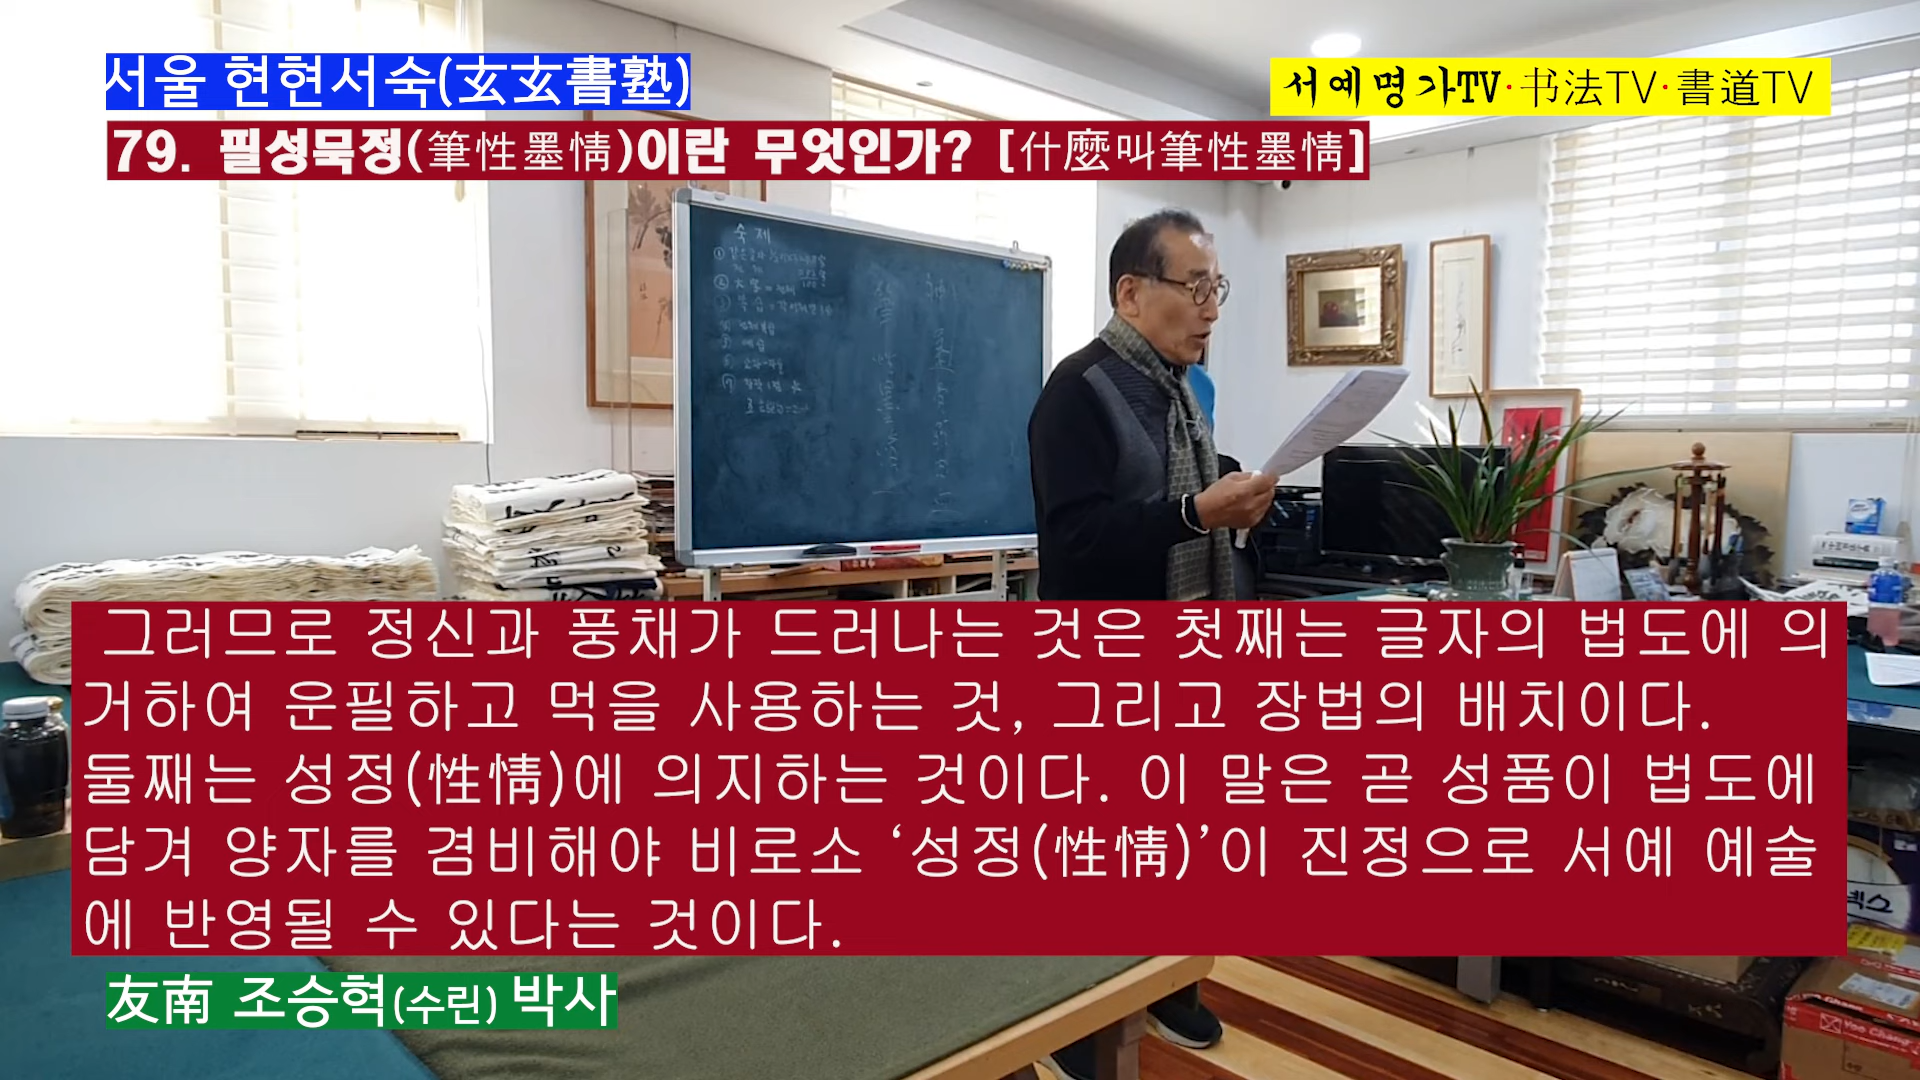 서울 현현서숙(玄玄書塾)
서예명가TV·书法TV·書道TV
79. 필성묵정(筆性墨情)이란 무엇인가? [什麼叫筆性墨情]
숙제
그러므로 정신과 풍채가 드러나는 것은 첫째는 글자의 법도에 의
거하여 운필하고 먹을 사용하는 것, 그리고 장법의 배치이다.
둘째는 성정(性情)에 의지하는 것이다. 이 말은 곧 성품이 법도에
담겨 양자를 겸비해야 비로소 ‘성정(性情)’이 진정으로 서예 예술
에 반영될 수 있다는 것이다.
友南 조승혁(수린) 박사